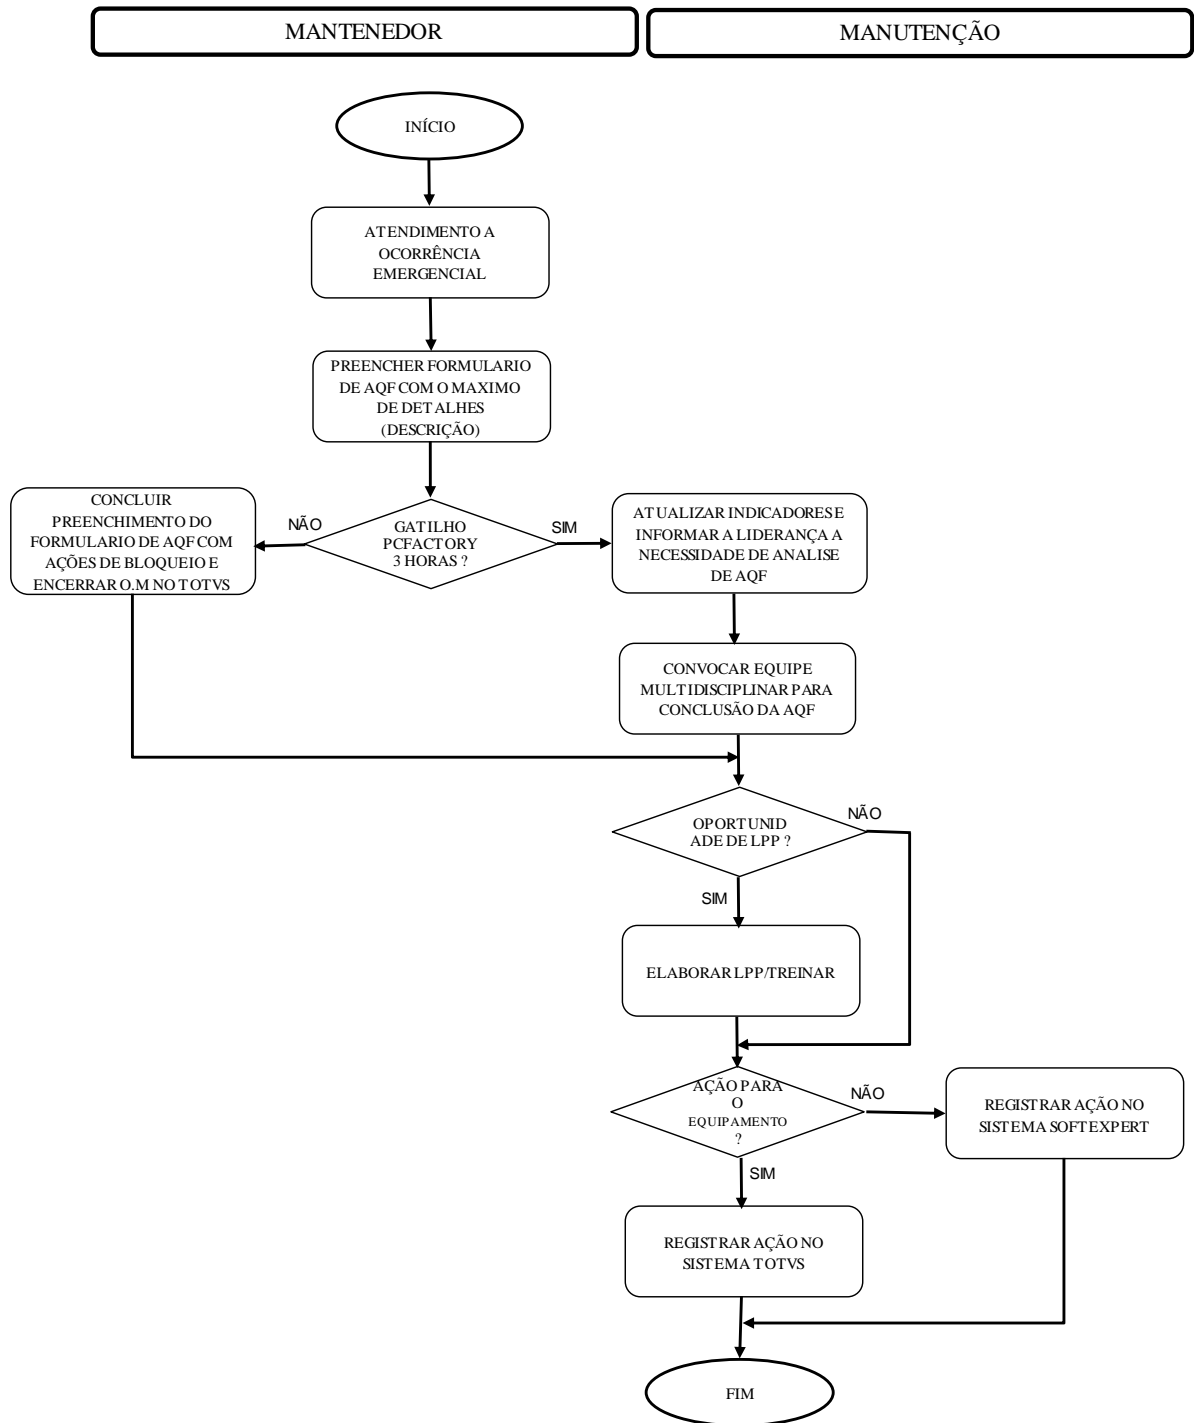 MANTENEDOR
MANUTENÇÃO
INÍCIO
ATENDIMENTO A
OCORRÊNCIA
EMERGENCIAL
PREENCHER FORMULARIO
DE AQF COM O MAXIMO
DE DETALHES
(DESCRIÇÃO)
CONCLUIR
PREENCHIMENTO DO
FORMULARIO DE AQF COM
AÇÕES DE BLOQUEIO E
ENCERRAR O.M NO TOTVS
NÃO
GATILHO
PCFACTORY
3 HORAS ?
SIM
ATUALIZAR INDICADORES E
INFORMAR A LIDERANÇA A
NECESSIDADE DE ANALISE
DE AQF
CONVOCAR EQUIPE
MULTIDISCIPLINAR PARA
CONCLUSÃO DA AQF
OPORTUNID
ADE DE LPP ?
NÃO
SIM
ELABORAR LPP/TREINAR
AÇÃO PARA
O
EQUIPAMENTO
?
NÃO
REGISTRAR AÇÃO NO
SISTEMA SOFTEXPERT
SIM
REGISTRAR AÇÃO NO
SISTEMA TOTVS
FIM